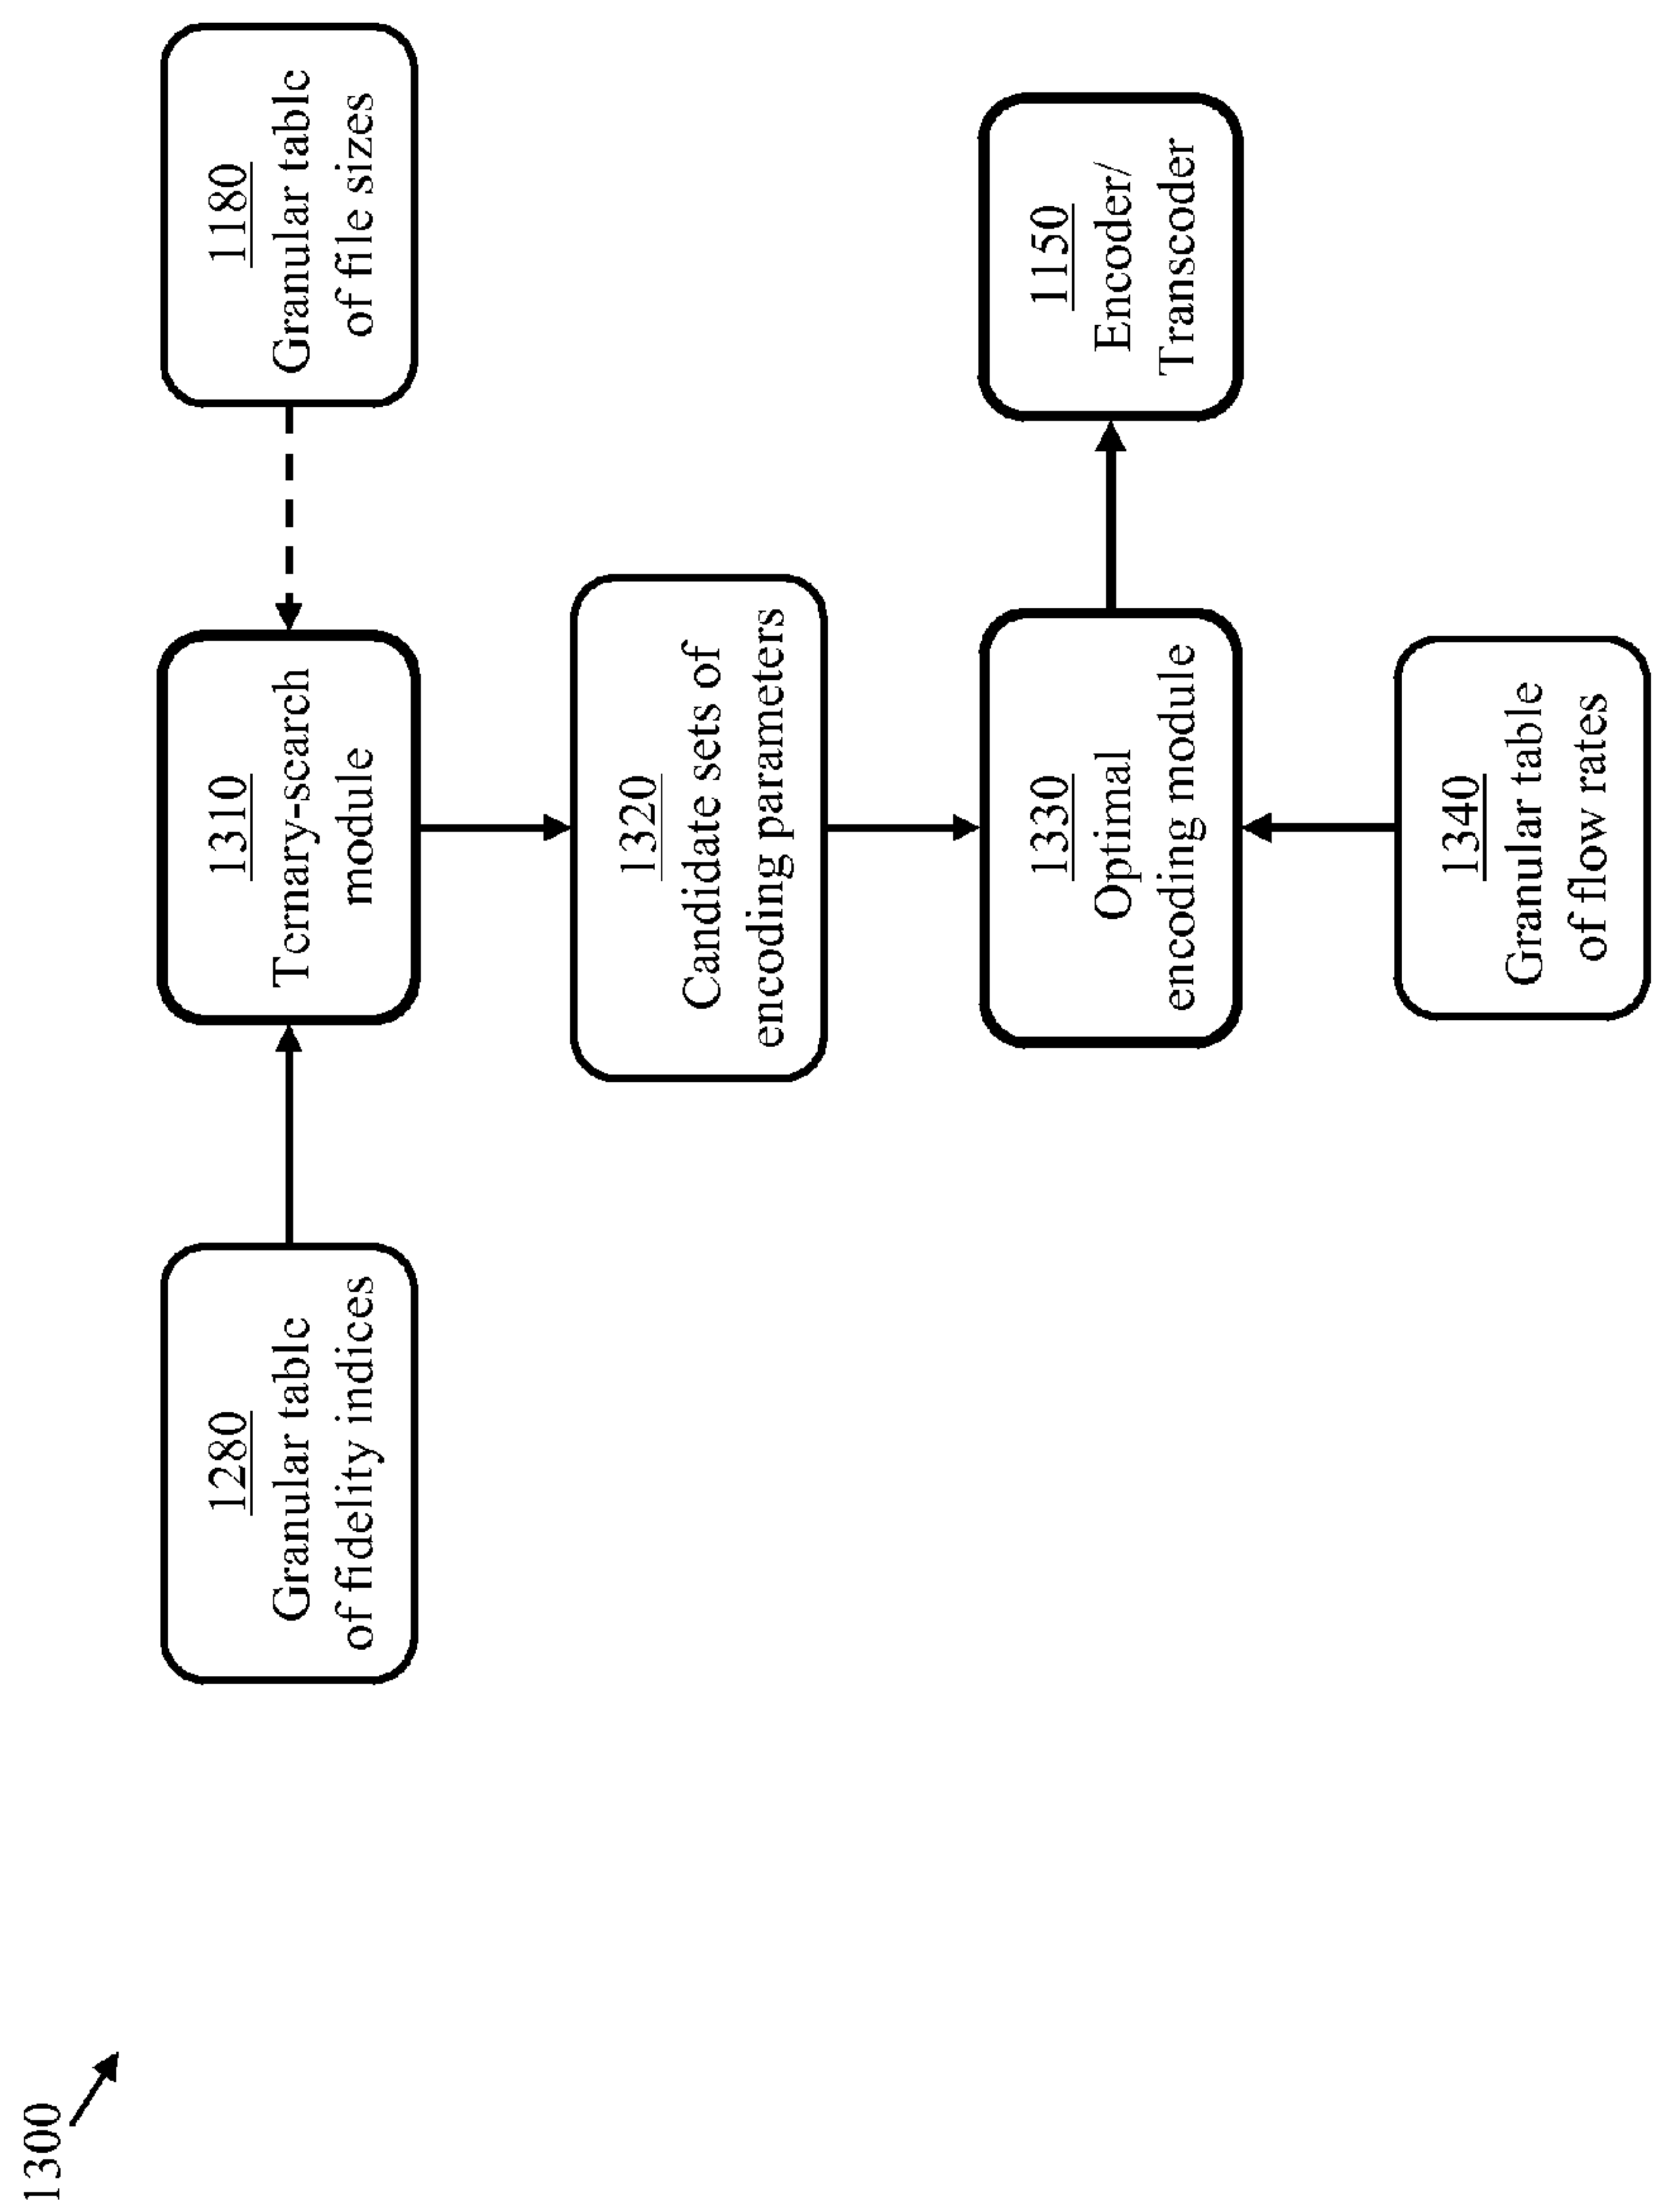 1300
1280
Granular table
of fidelity indices
1310
Ternary-search
module
1180
Granular table
of file sizes
1320
Candidate sets of
encoding parameters
1330
Optimal
encoding module
1150
Encoder/
Transcoder
1340
Granular table
of flow rates